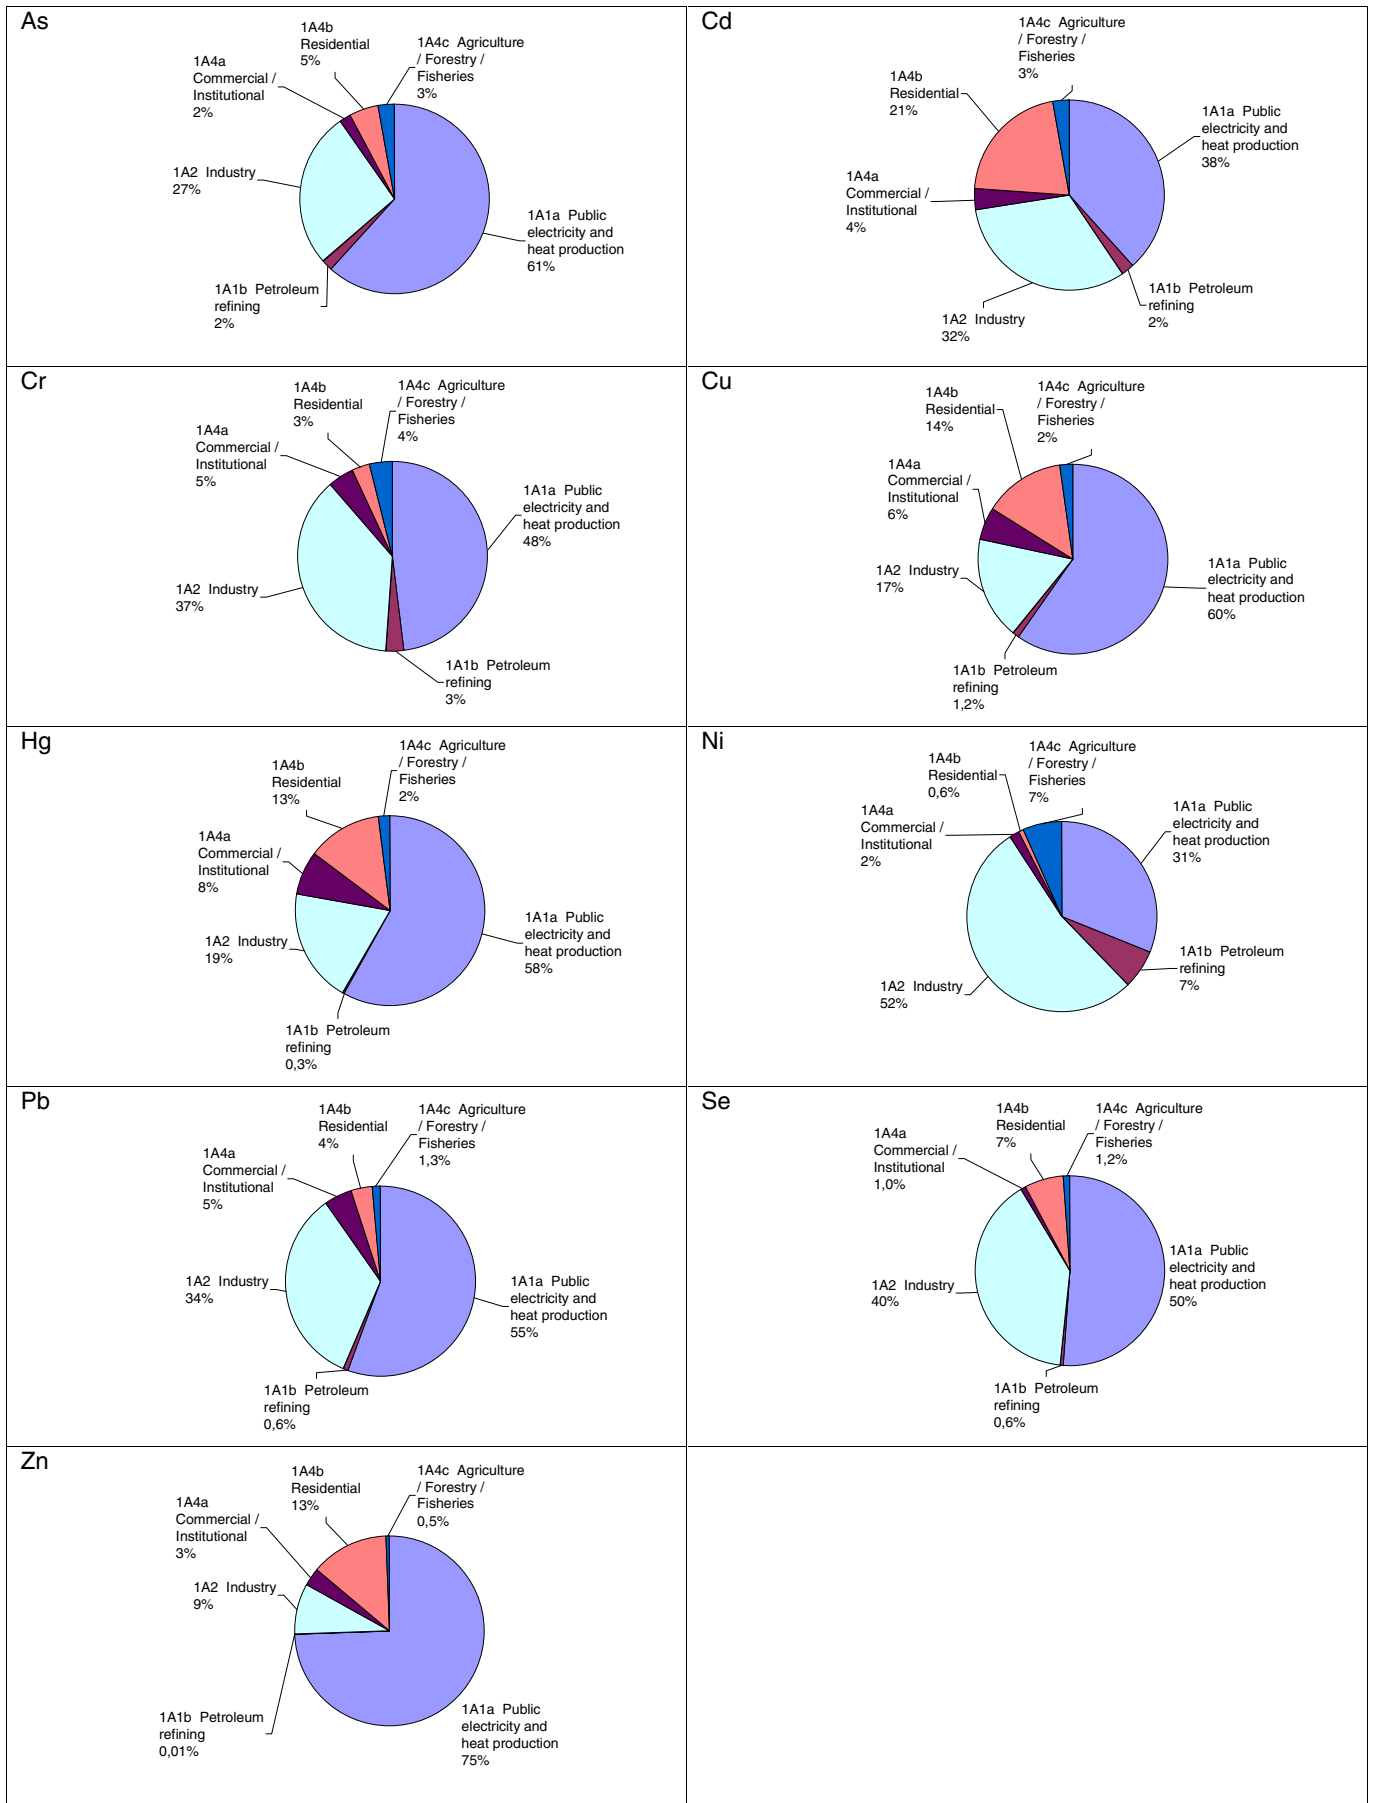 As
1A4b
Residential
5%
1A4c Agriculture
/ Forestry /
Fisheries
3%
1A4a
Commercial /
Institutional
2%
1A2 Industry
27%
1A1a Public
electricity and
heat production
61%
1A1b Petroleum
refining
2%
Cd
1A4c Agriculture
/ Forestry /
Fisheries
3%
1A4b
Residential
21%
1A1a Public
electricity and
heat production
38%
1A4a
Commercial /
Institutional
4%
1A1b Petroleum
refining
2%
1A2 Industry
32%
Cr
1A4b
Residential
3%
1A4c Agriculture
/ Forestry /
Fisheries
4%
1A4a
Commercial /
Institutional
5%
1A1a Public
electricity and
heat production
48%
1A2 Industry
37%
1A1b Petroleum
refining
3%
Cu
1A4b
Residential
14%
1A4c Agriculture
/ Forestry /
Fisheries
2%
1A4a
Commercial /
Institutional
6%
1A2 Industry
17%
1A1a Public
electricity and
heat production
60%
1A1b Petroleum
refining
1,2%
Hg
1A4b
Residential
13%
1A4c Agriculture
/ Forestry /
Fisheries
2%
1A4a
Commercial /
Institutional
8%
1A2 Industry
19%
1A1a Public
electricity and
heat production
58%
1A1b Petroleum
refining
0,3%
Ni
1A4b
Residential
0,6%
1A4c Agriculture
/ Forestry /
Fisheries
7%
1A4a
Commercial /
Institutional
2%
1A1a Public
electricity and
heat production
31%
1A1b Petroleum
refining
7%
1A2 Industry
52%
Pb
1A4b
Residential
4%
1A4c Agriculture
/ Forestry /
Fisheries
1,3%
1A4a
Commercial /
Institutional
5%
1A2 Industry
34%
1A1a Public
electricity and
heat production
55%
1A1b Petroleum
refining
0,6%
Se
1A4b
Residential
7%
1A4c Agriculture
/ Forestry /
Fisheries
1,2%
1A4a
Commercial /
Institutional
1,0%
1A1a Public
electricity and
heat production
50%
1A2 Industry
40%
1A1b Petroleum
refining
0,6%
Zn
1A4b
Residential
13%
1A4c Agriculture
/ Forestry /
Fisheries
0,5%
1A4a
Commercial /
Institutional
3%
1A2 Industry
9%
1A1b Petroleum
refining
0,01%
1A1a Public
electricity and
heat production
75%